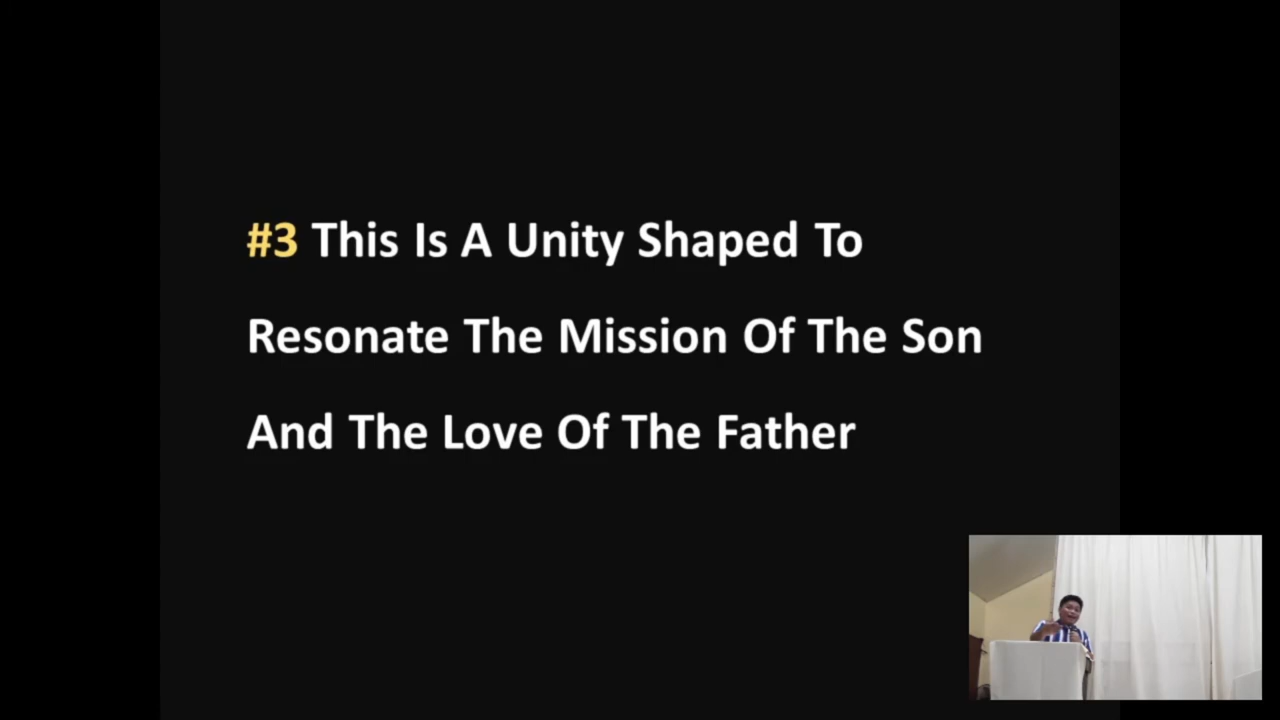 #3 This Is A Unity Shaped To
Resonate The Mission Of The Son
And The Love Of The Father